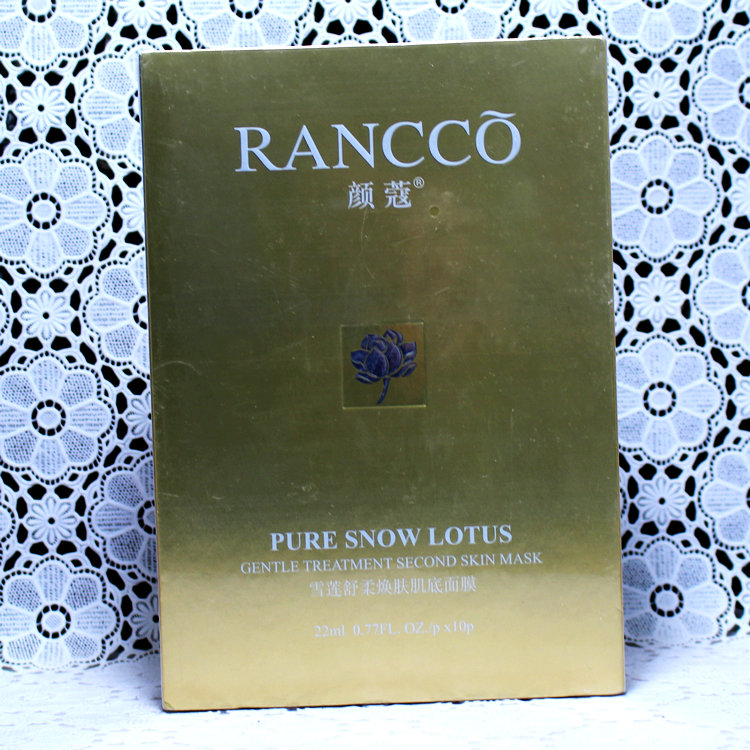 RANCCÕ
颜蔻®
PURE SNOW LOTUS
GENTLE TREATMENT SECOND SKIN MASK
雪莲舒柔焕肤肌底面膜
22ml 0.77FL. OZ./p x10p